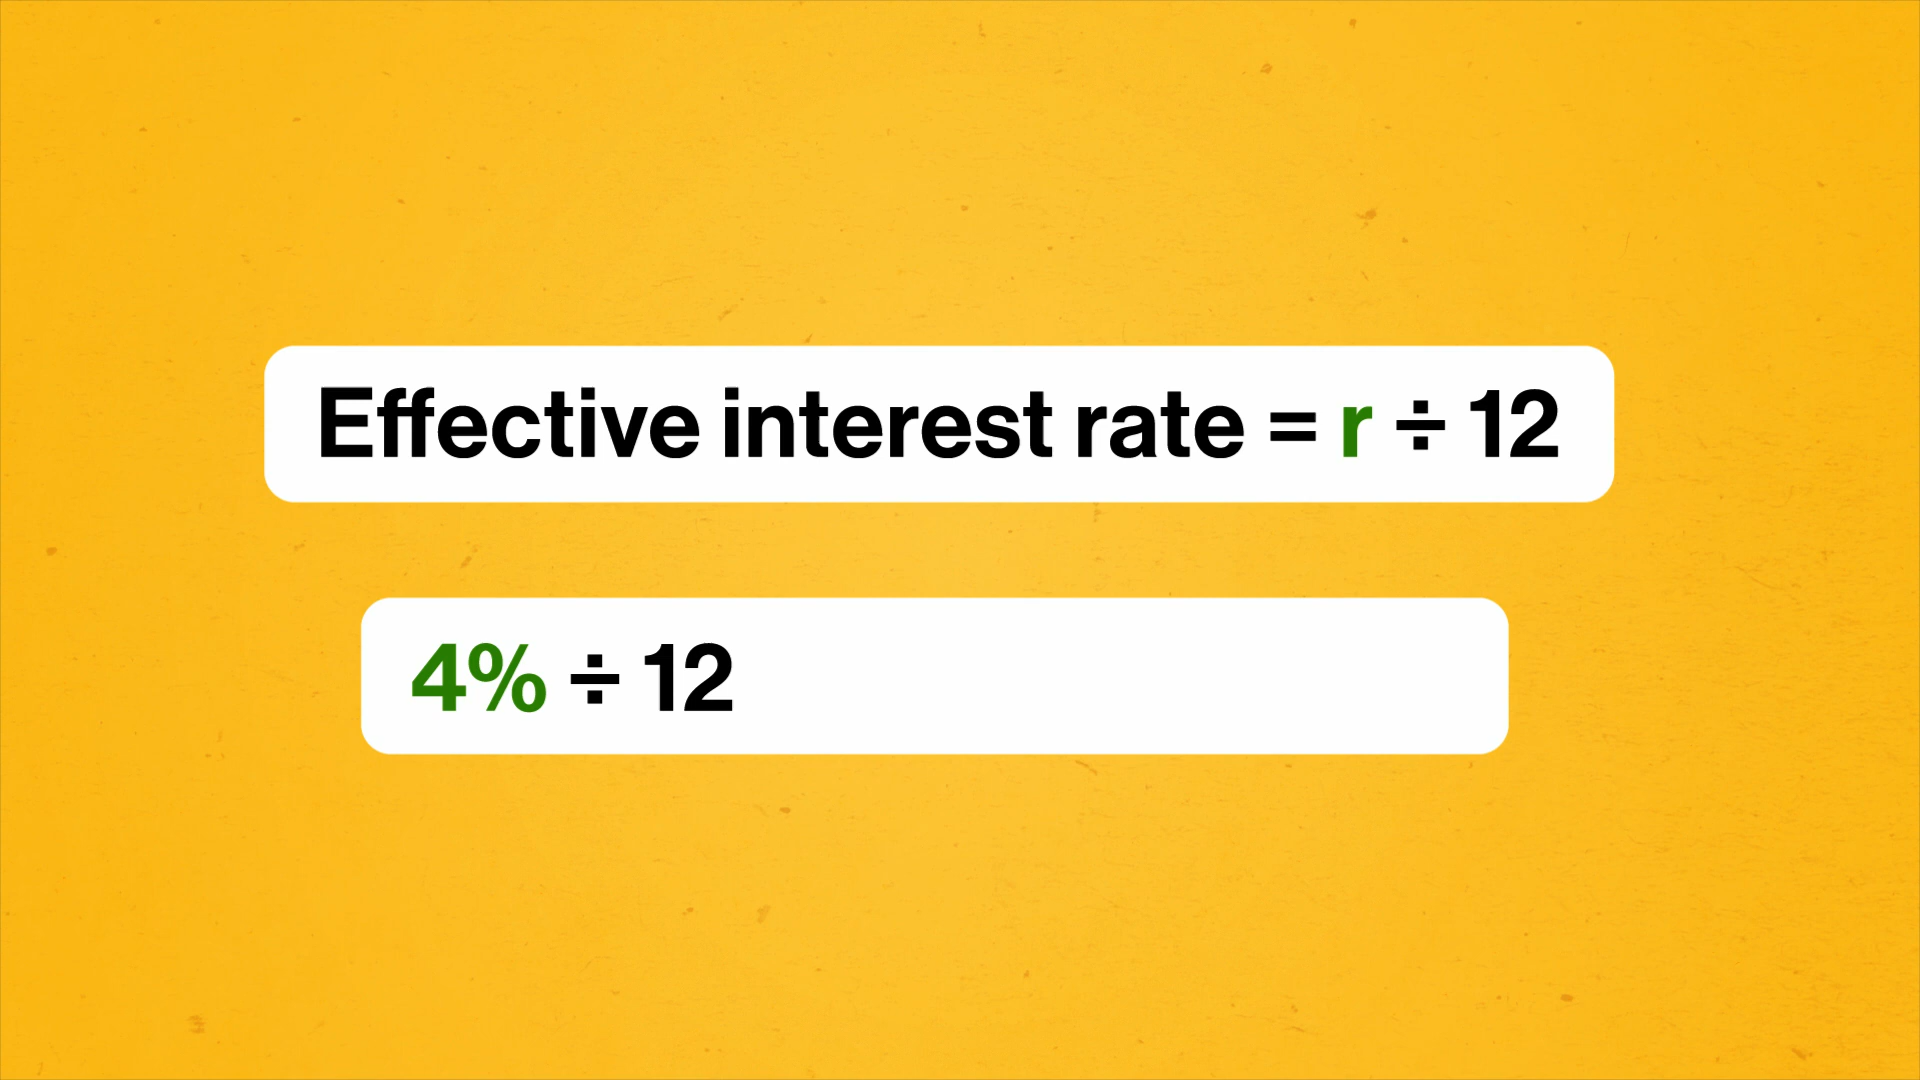 Effective interest rate = r ÷ 12
4% ÷ 12